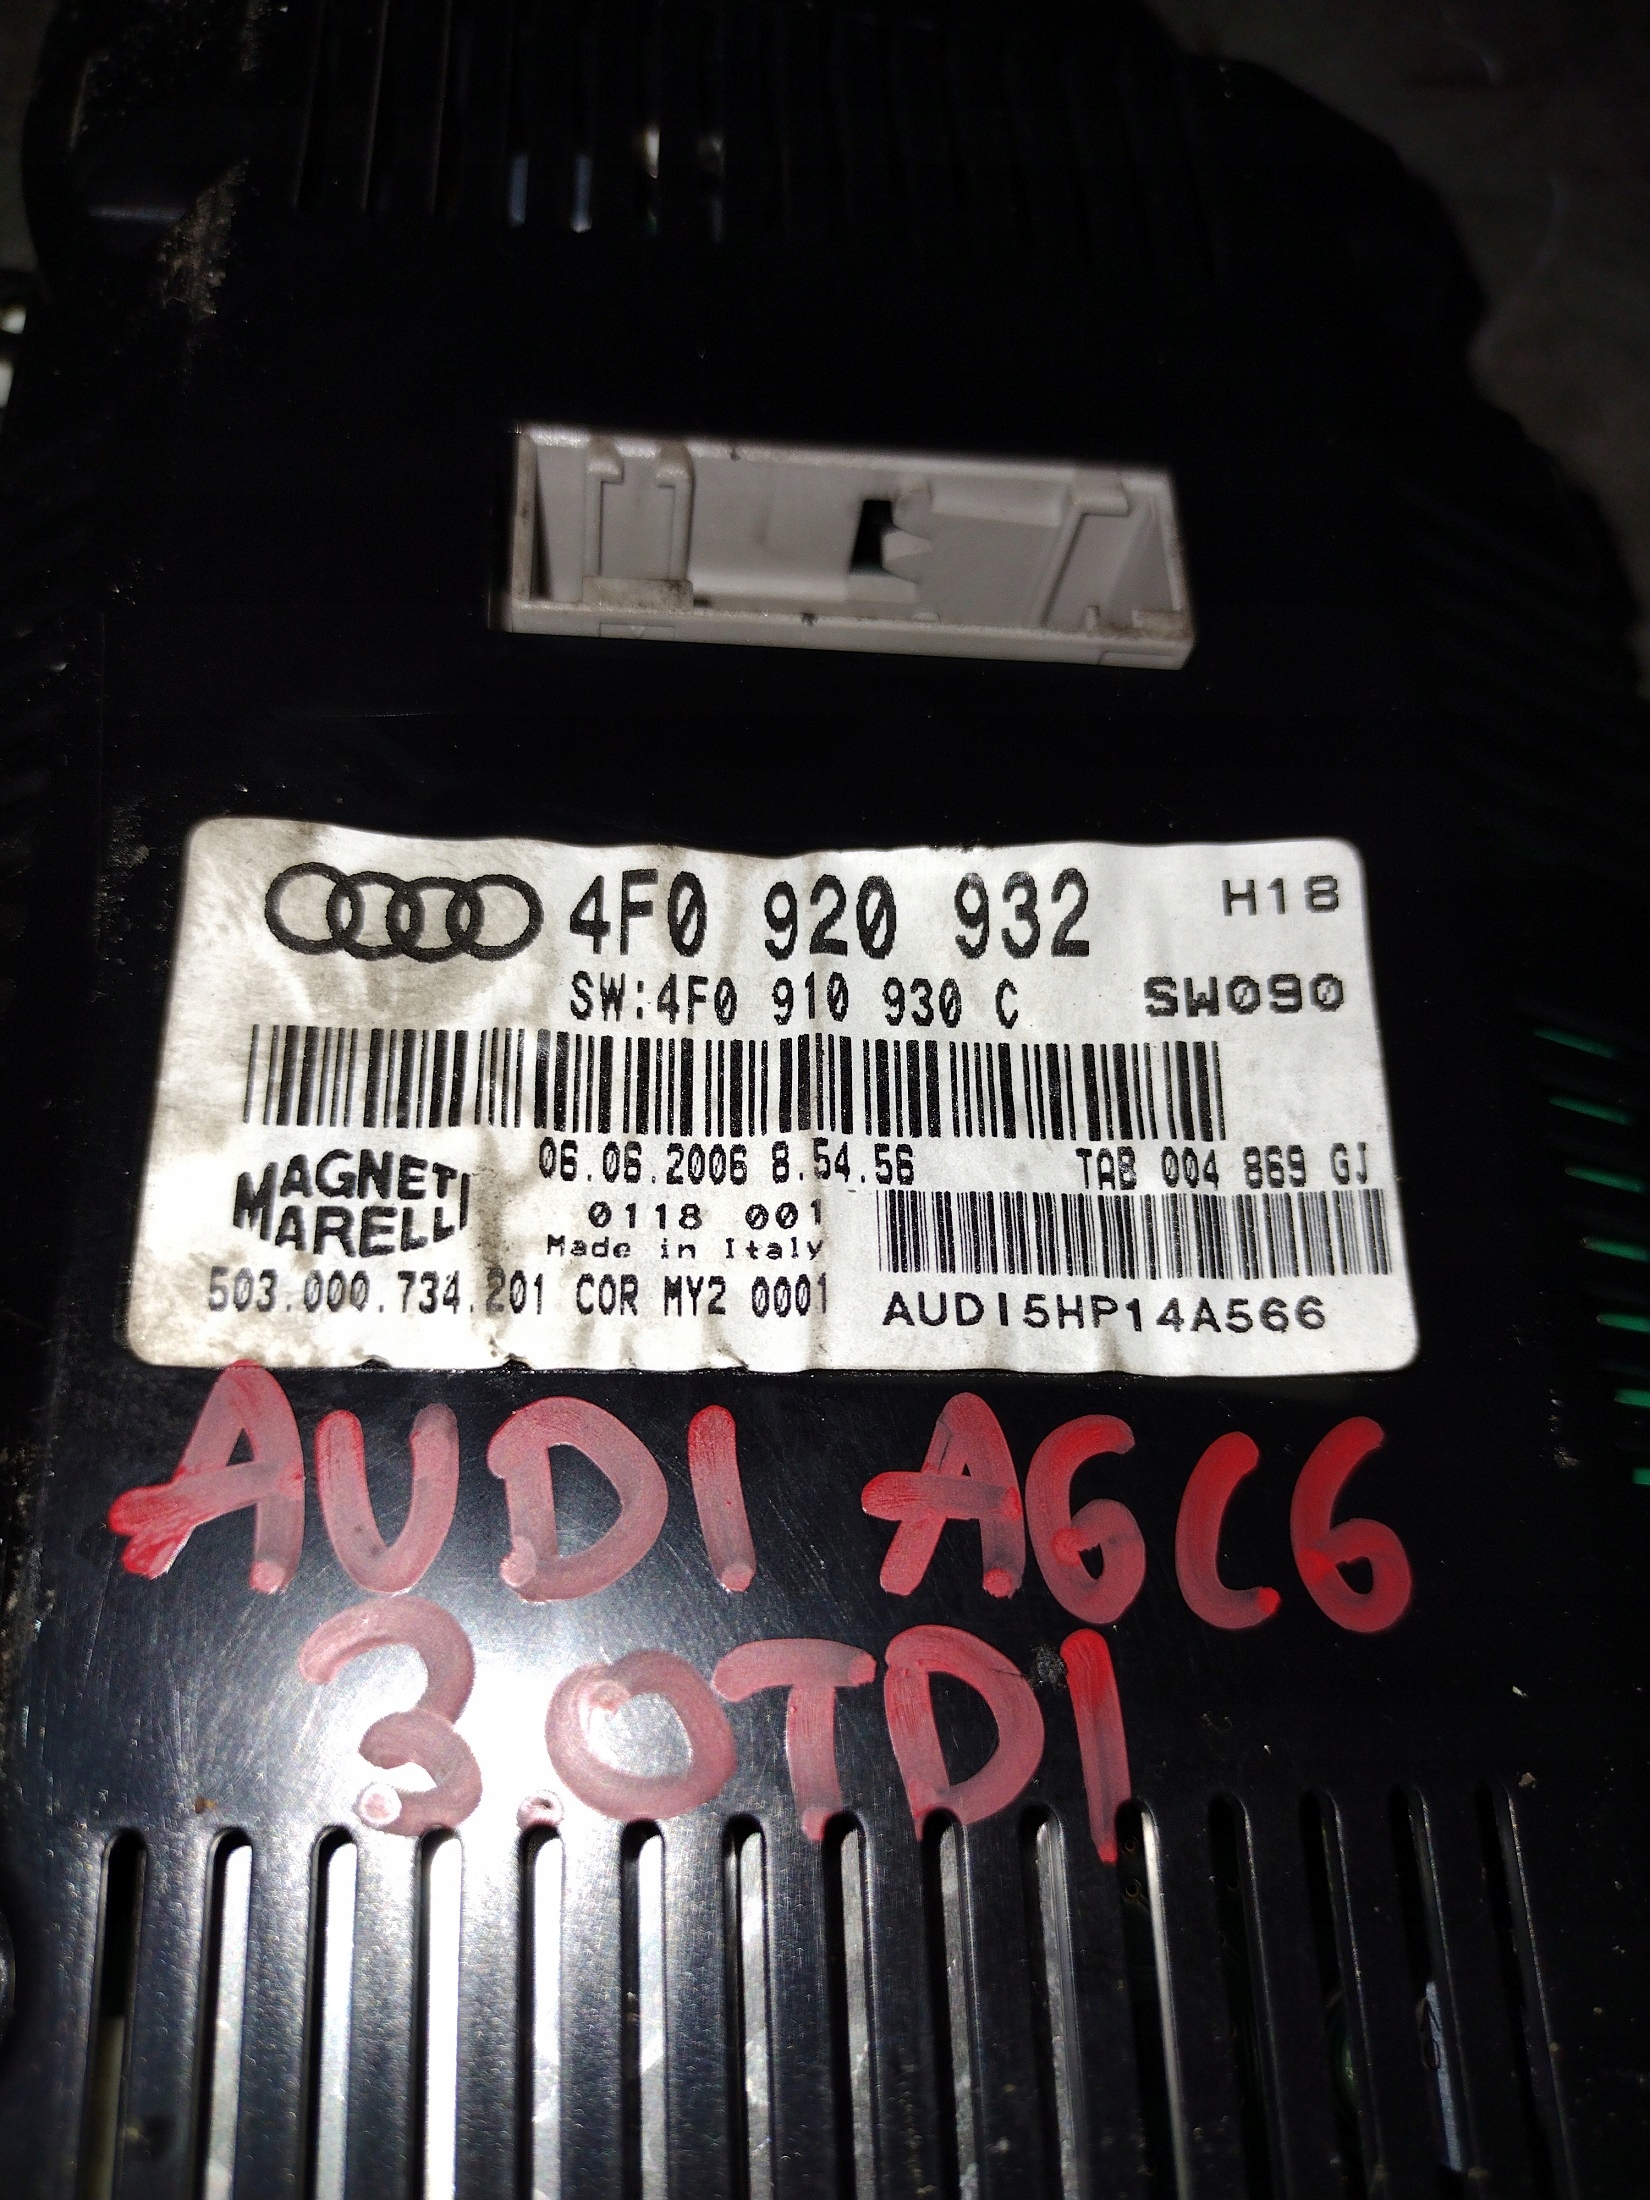 4F0 920 932 H18
SW:4F0 910 930 C SW090
MAGNETI MARELLI
06.06.2006 8.54.56
TAB 004 869 GJ
0118 001
Made in Italy
503.000.734.201 COR MY2 0001
AUDI5HP14A566
AUDI A6C6
3.0TDI